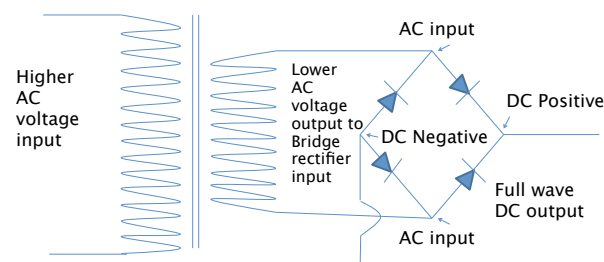 Higher
AC
voltage
input
Lower
AC
voltage
output to
Bridge
rectifier
input
AC input
DC Positive
DC Negative
Full wave
DC output
AC input